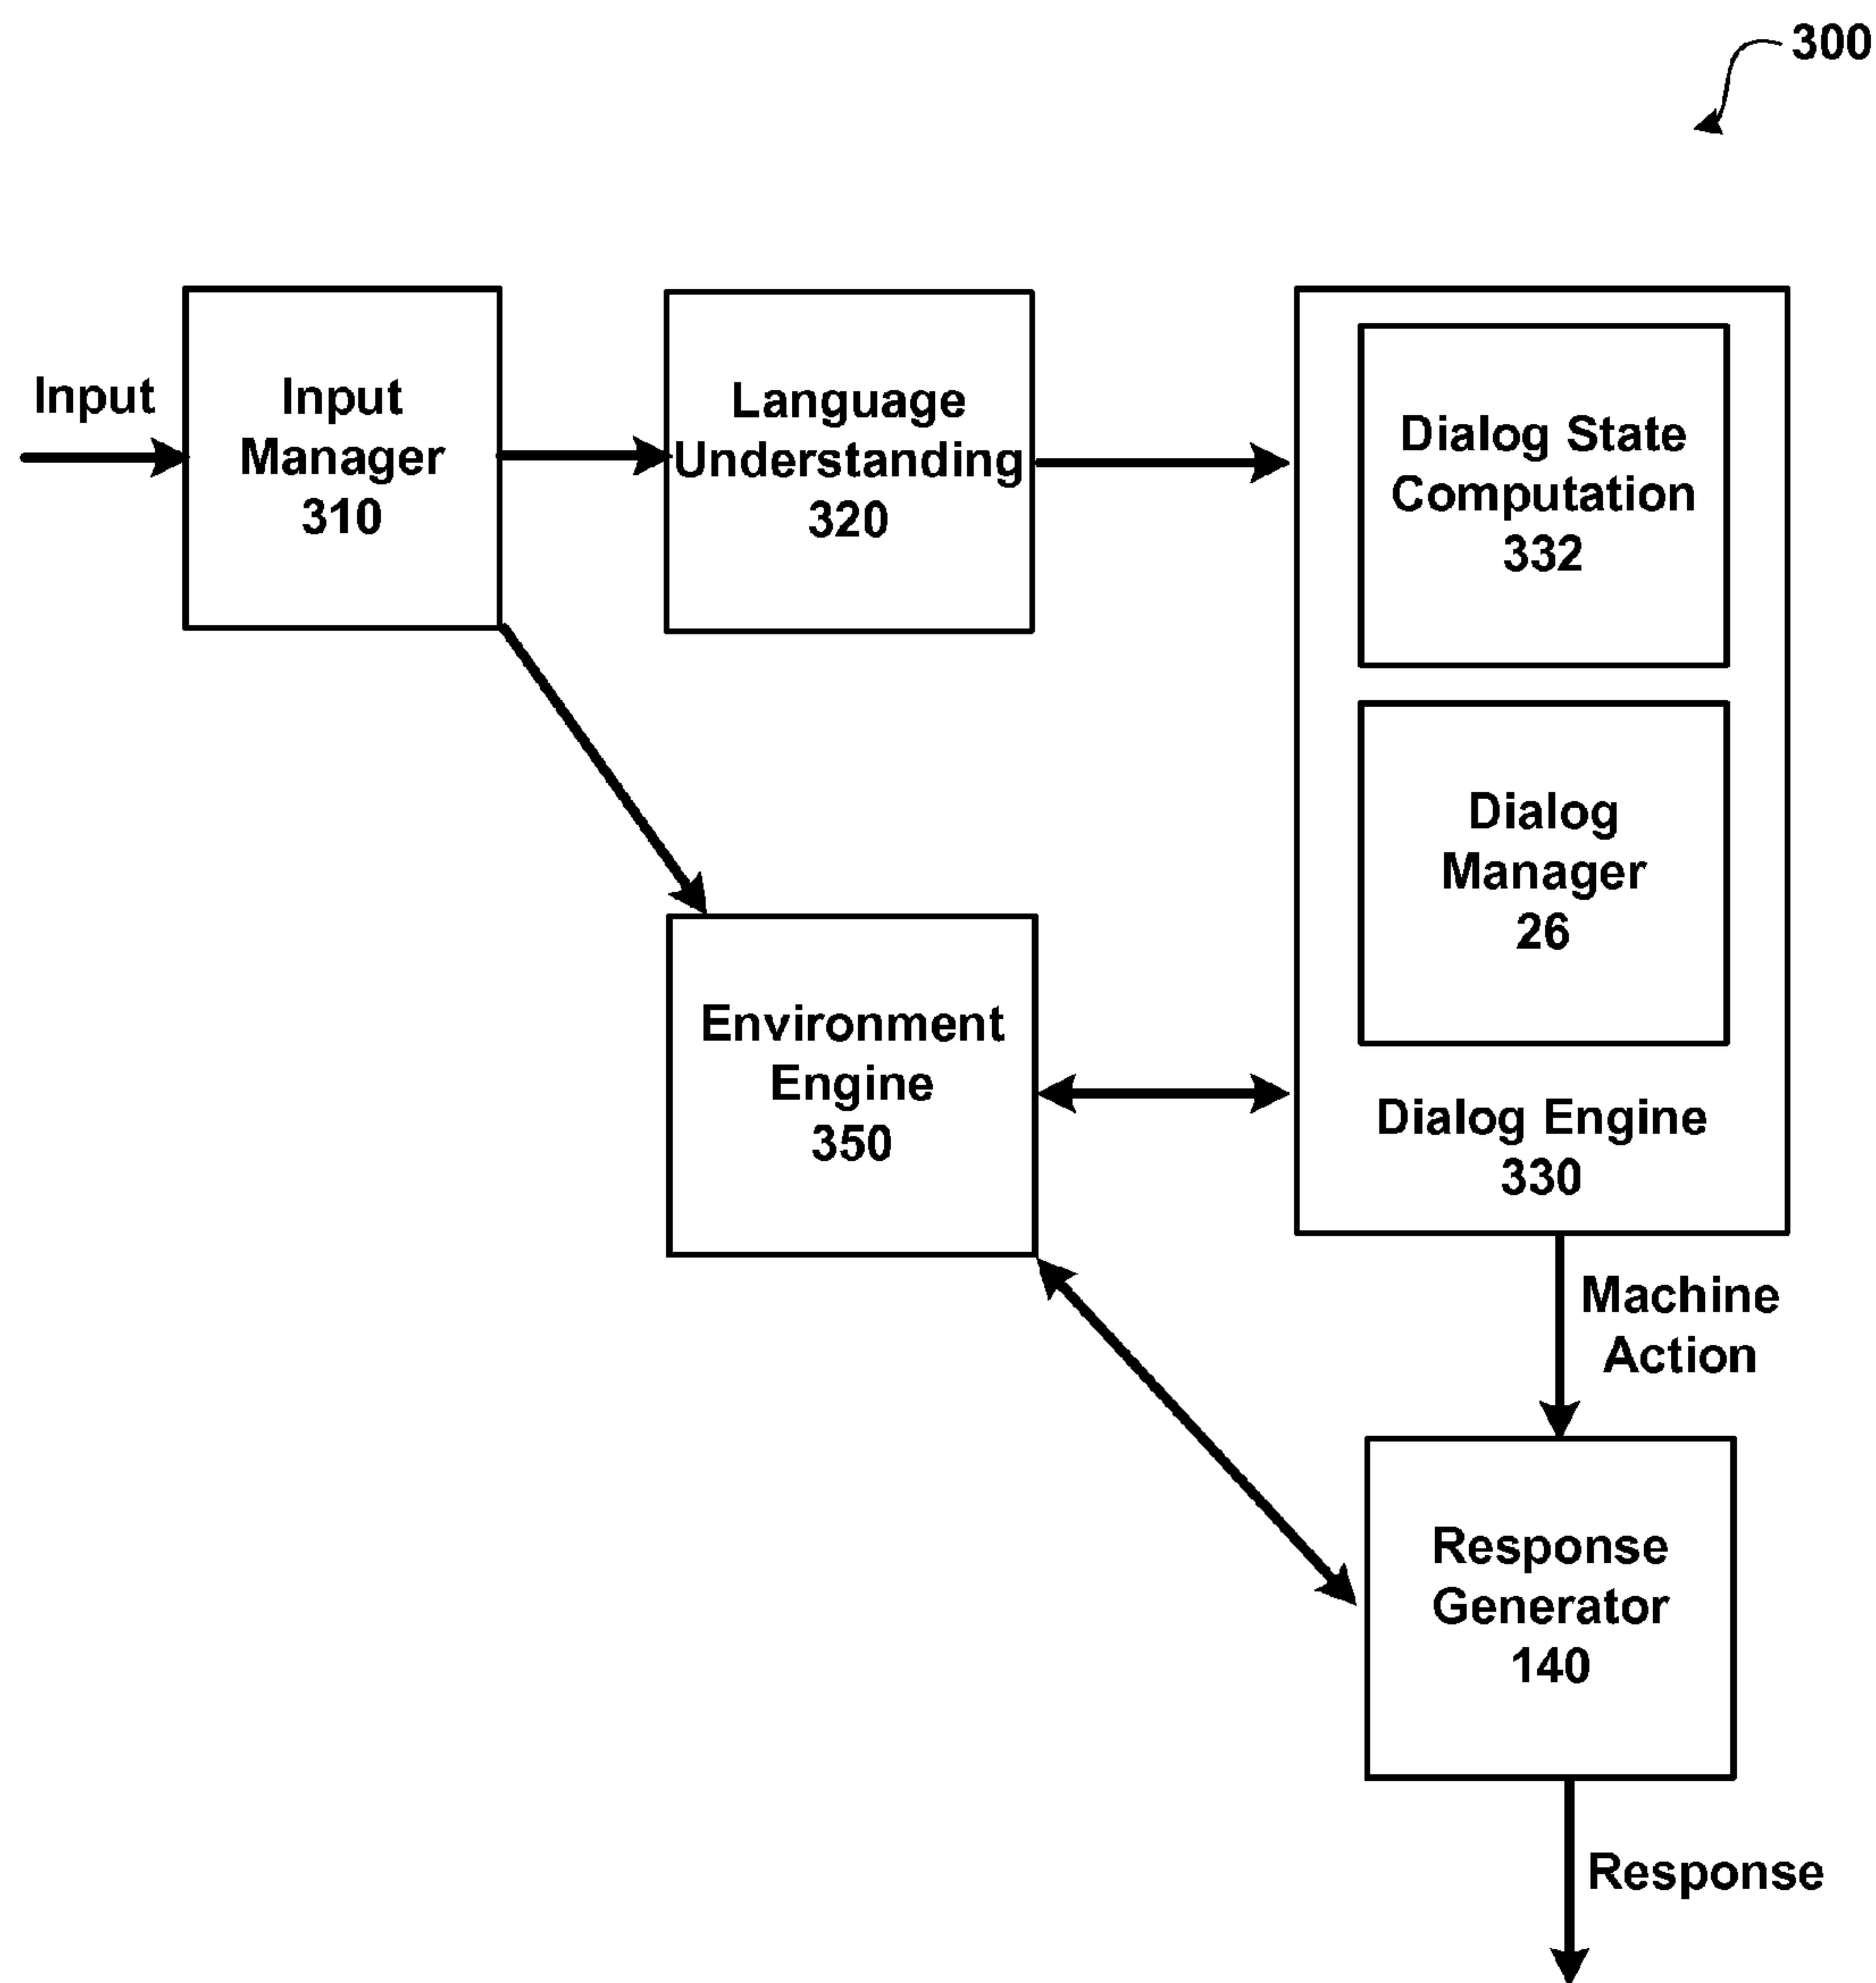 300
Input
Input
Manager
310
Language
Understanding
320
Dialog State
Computation
332
Dialog
Manager
26
Dialog Engine
330
Environment
Engine
350
Machine
Action
Response
Generator
140
Response